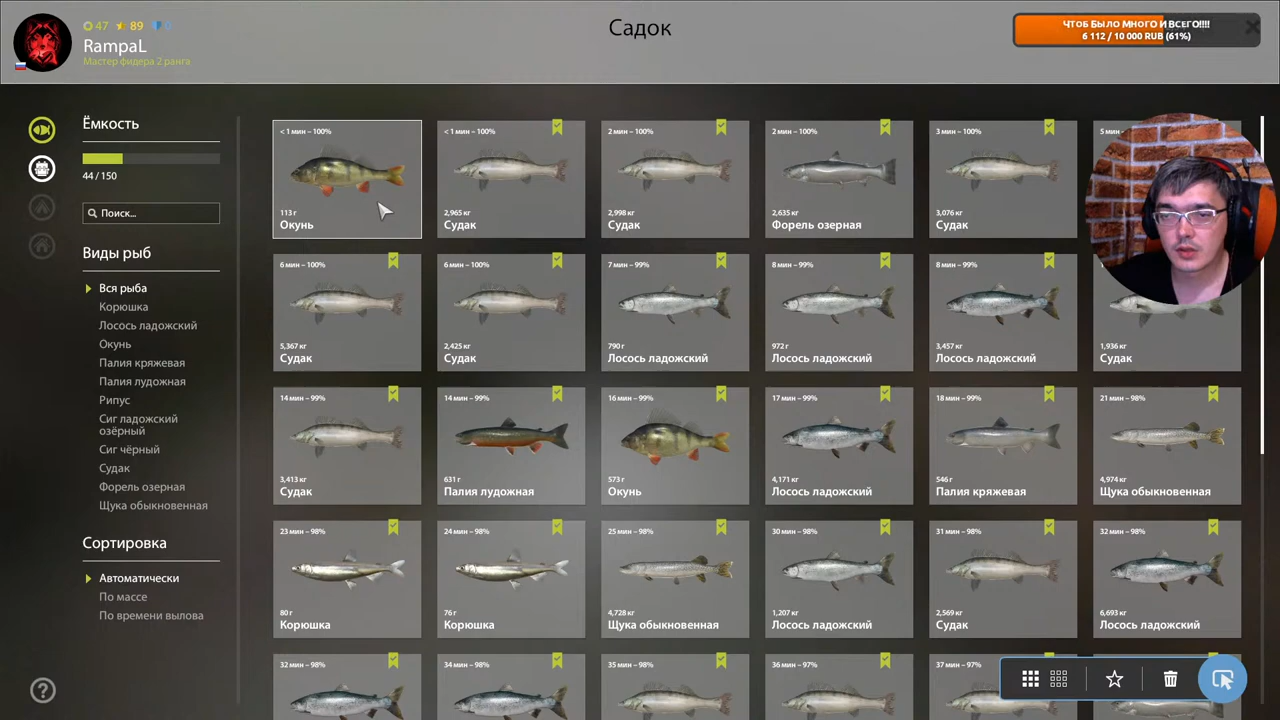 47 89 0
RampaL
Мастер фидера 2 ранга
Садок
ЧТОБ БЫЛО МНОГО И ВСЕГО!!!!
6 112 / 10 000 RUB (61%)
Ёмкость
44 / 150
Поиск...
Виды рыб
Вся рыба
Корюшка
Лосось ладожский
Окунь
Палия кряжевая
Палия лудожная
Рипус
Сиг ладожский
озёрный
Сиг чёрный
Судак
Форель озерная
Щука обыкновенная
Сортировка
Автоматически
По массе
По времени вылова
< 1 мин – 100%
113 г
Окунь
< 1 мин – 100%
2,965 кг
Судак
2 мин – 100%
2,998 кг
Судак
2 мин – 100%
2,635 кг
Форель озерная
3 мин – 100%
3,076 кг
Судак
5 мин
6 мин – 100%
5,367 кг
Судак
6 мин – 100%
2,425 кг
Судак
7 мин – 99%
790 г
Лосось ладожский
8 мин – 99%
972 г
Лосось ладожский
8 мин – 99%
3,457 кг
Лосось ладожский
1,936 кг
Судак
14 мин – 99%
3,413 кг
Судак
14 мин – 99%
631 г
Палия лудожная
16 мин – 99%
573 г
Окунь
17 мин – 99%
4,171 кг
Лосось ладожский
18 мин – 99%
546 г
Палия кряжевая
21 мин – 98%
4,974 кг
Щука обыкновенная
23 мин – 98%
80 г
Корюшка
24 мин – 98%
76 г
Корюшка
25 мин – 98%
4,728 кг
Щука обыкновенная
30 мин – 98%
1,207 кг
Лосось ладожский
31 мин – 98%
2,569 кг
Судак
32 мин – 98%
6,693 кг
Лосось ладожский
32 мин – 98%
34 мин – 98%
35 мин – 98%
36 мин – 97%
37 мин – 97%
?